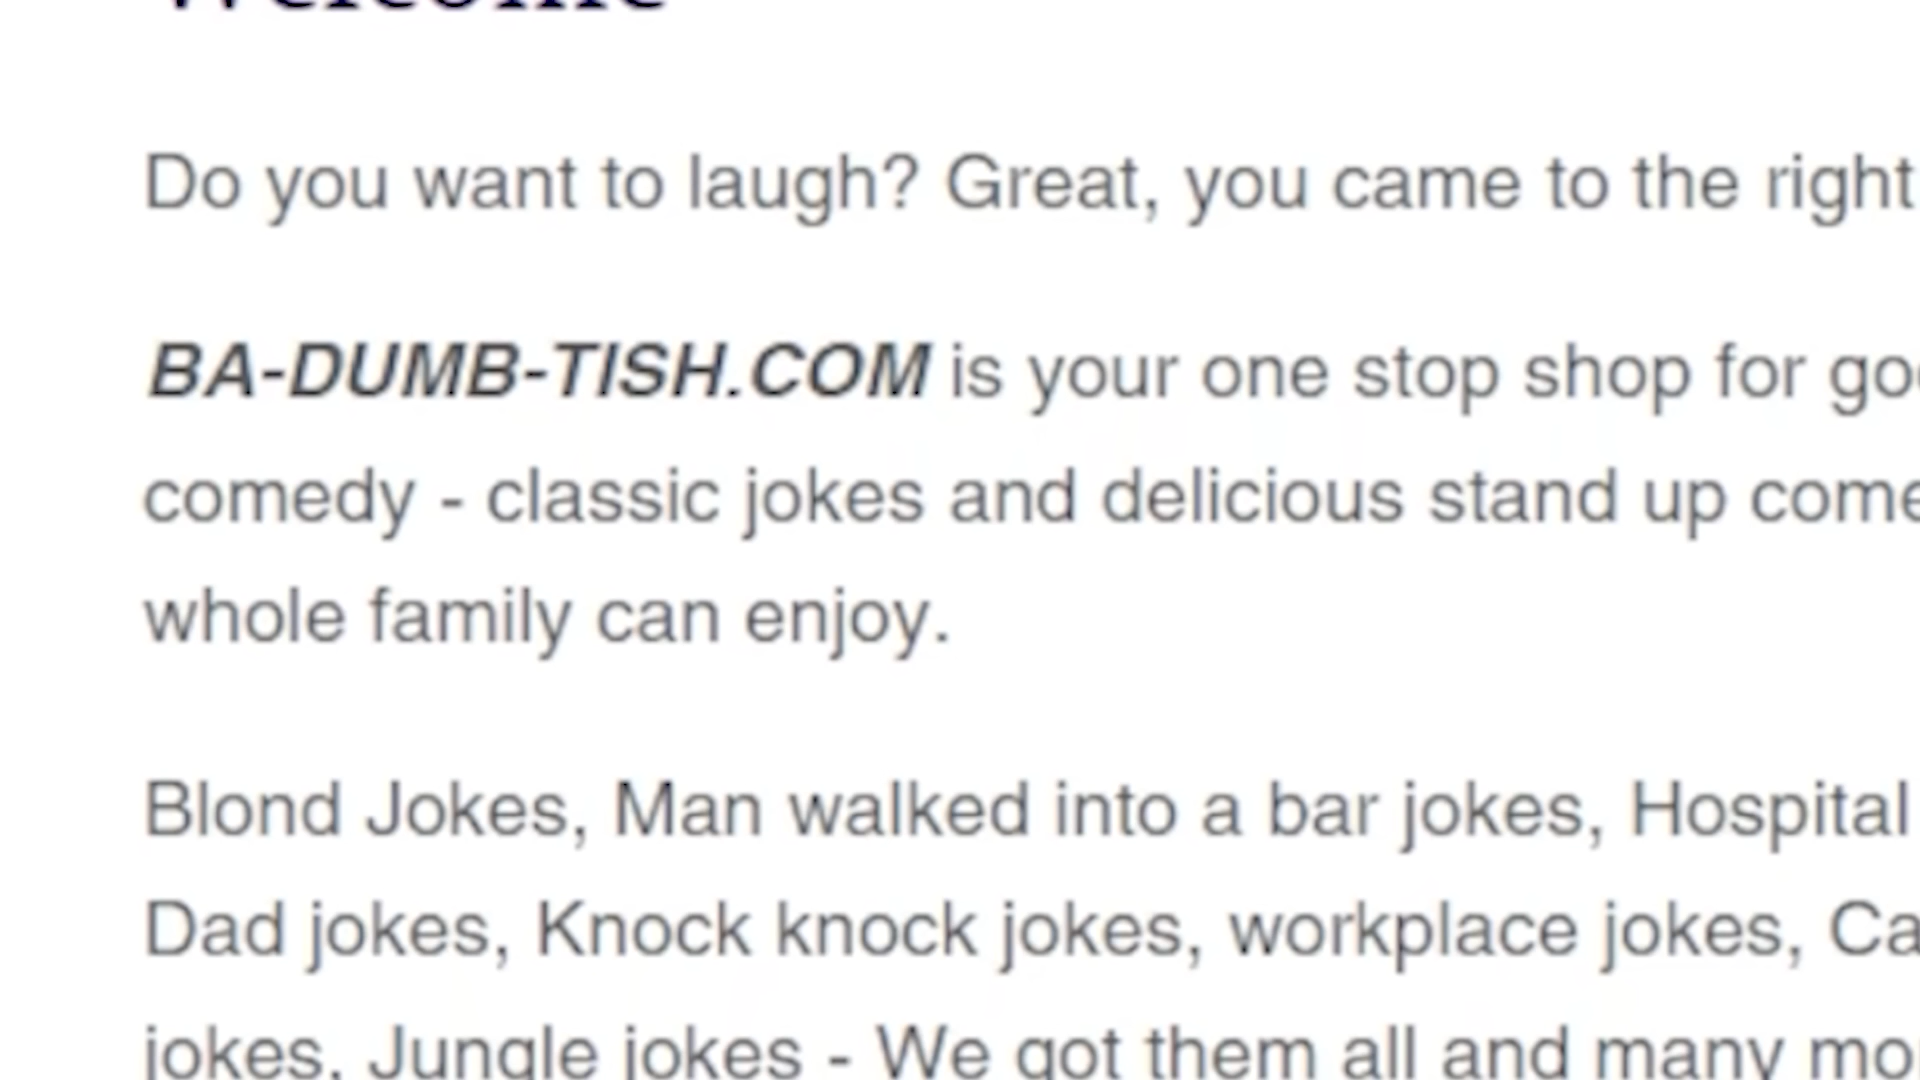 Welcome
Do you want to laugh? Great, you came to the right
BA-DUMB-TISH.COM is your one stop shop for
comedy - classic jokes and delicious stand up
whole family can enjoy.
Blond Jokes, Man walked into a bar jokes, Hospital
Dad jokes, Knock knock jokes, workplace jokes,
jokes, Jungle jokes - We got them all and many